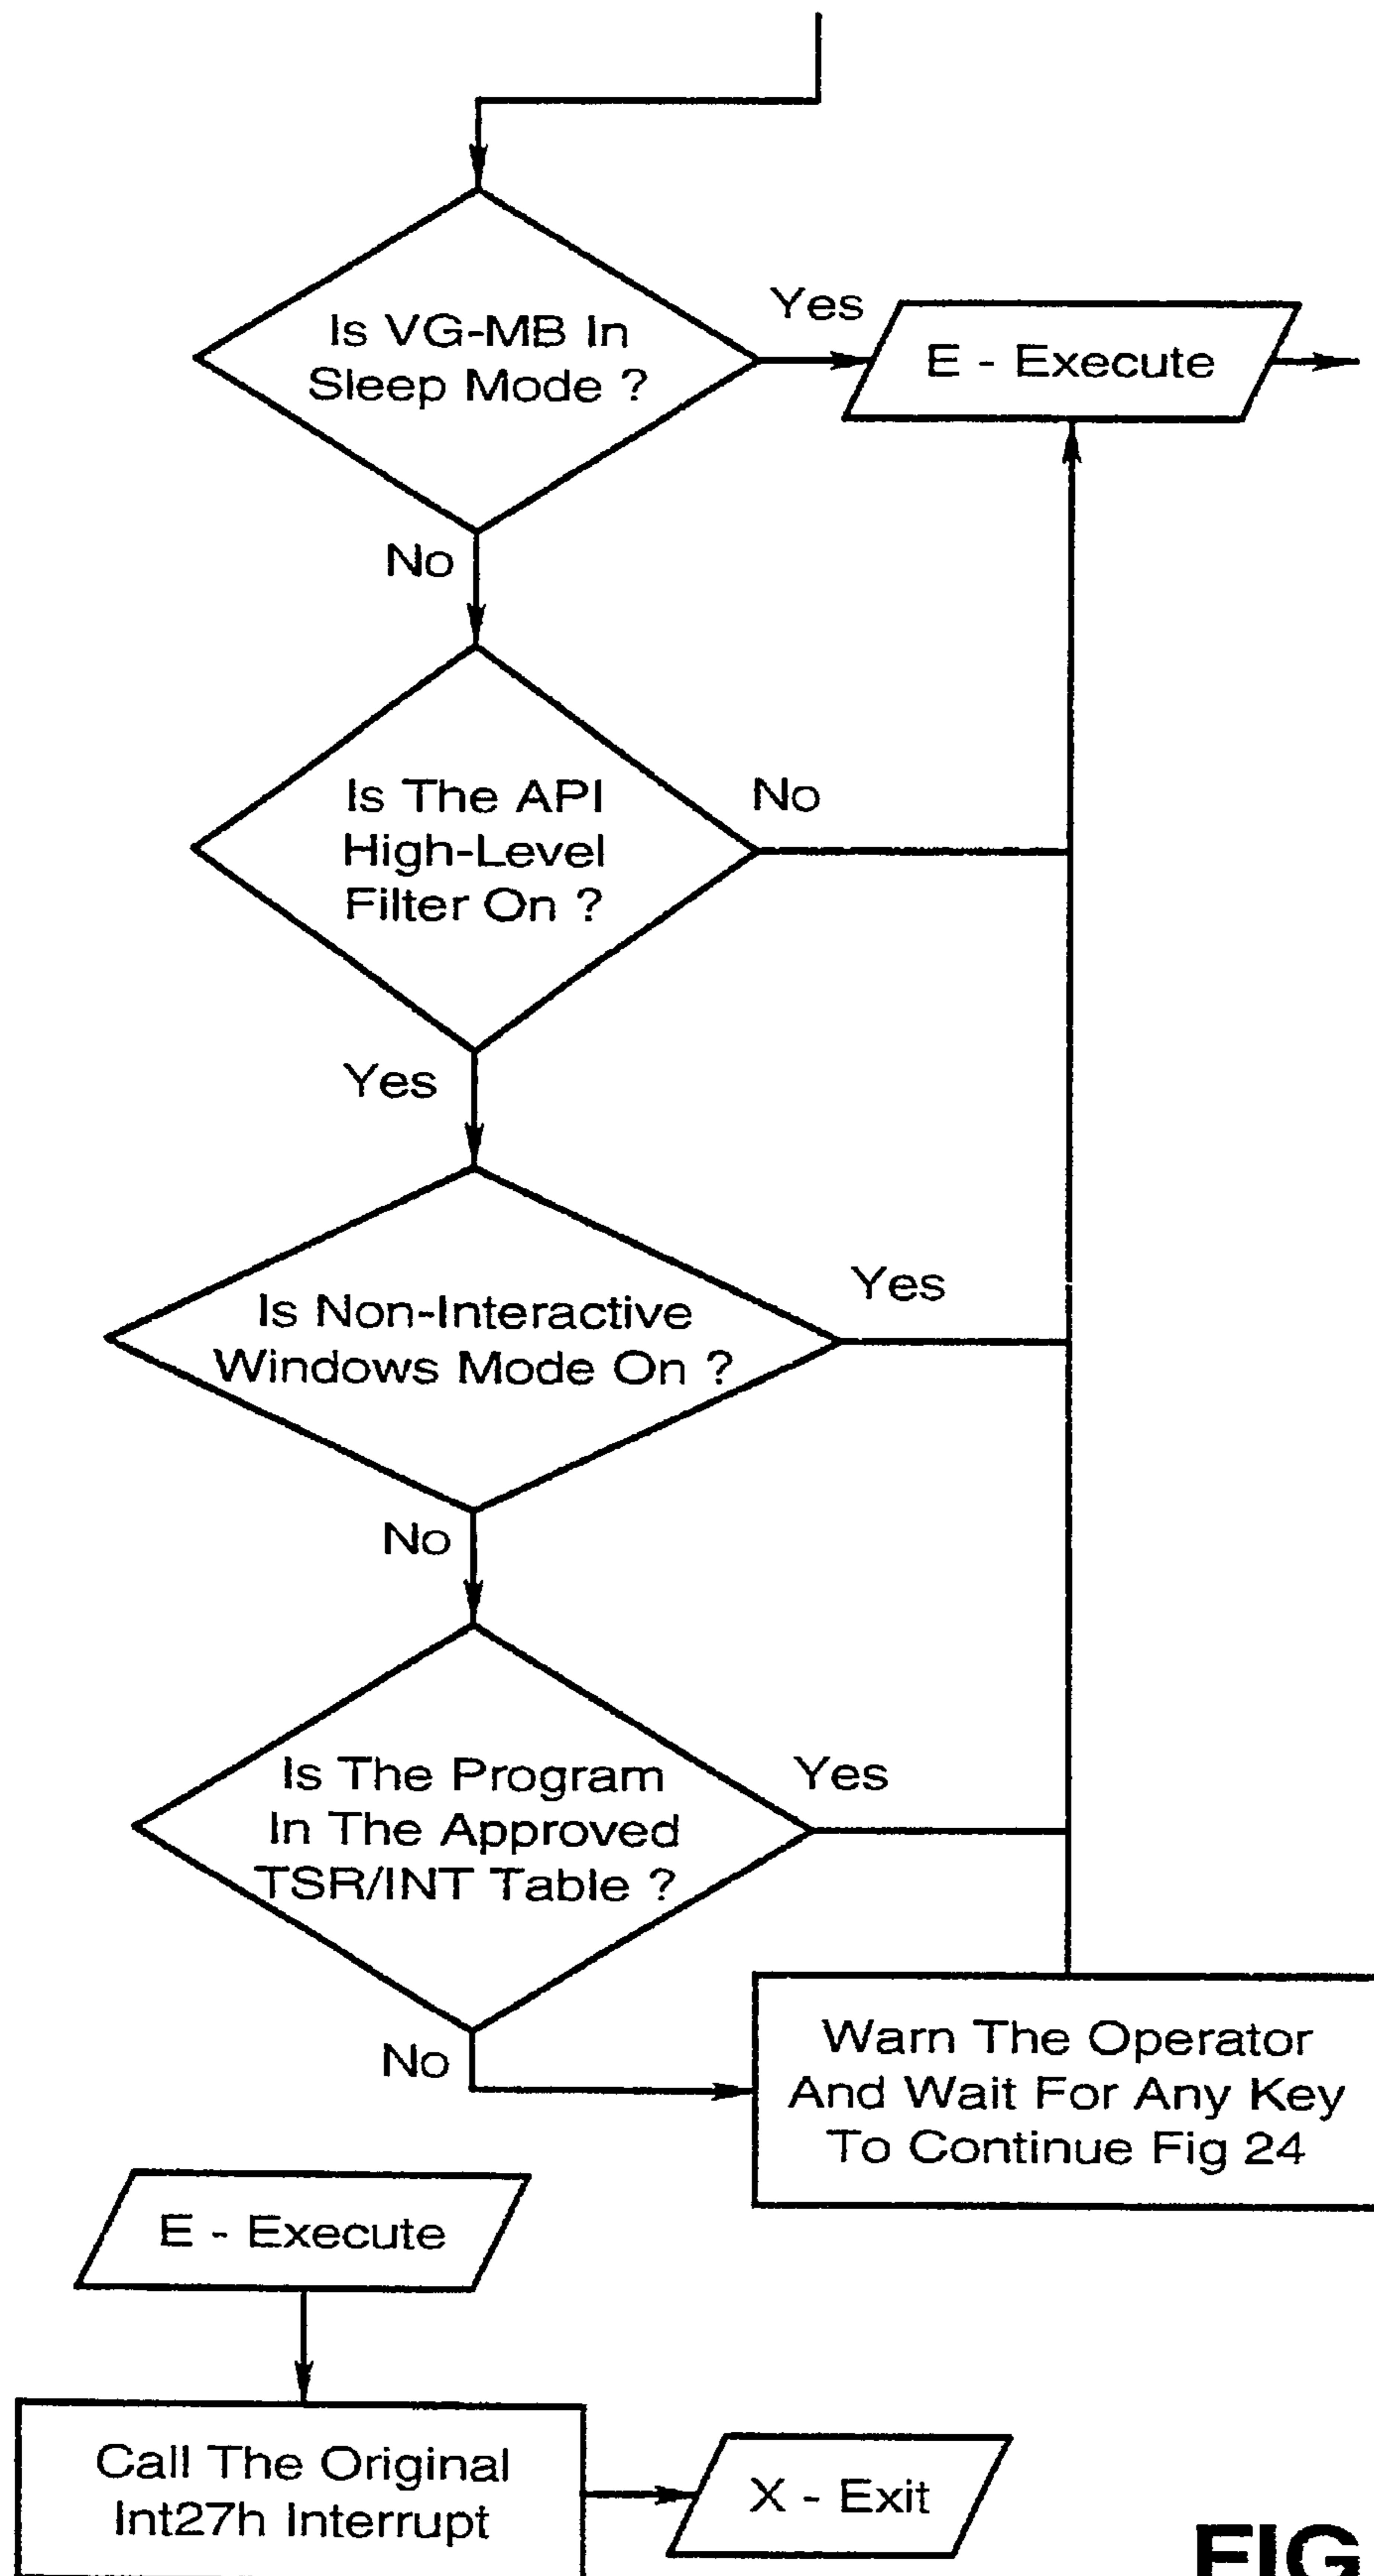 Is VG-MB In
Sleep Mode ?
Yes
E - Execute
No
Is The API
High-Level
Filter On ?
No
Yes
Is Non-Interactive
Windows Mode On ?
Yes
No
Is The Program
In The Approved
TSR/INT Table ?
Yes
No
Warn The Operator
And Wait For Any Key
To Continue Fig 24
E - Execute
Call The Original
Int27h Interrupt
X - Exit
FIG